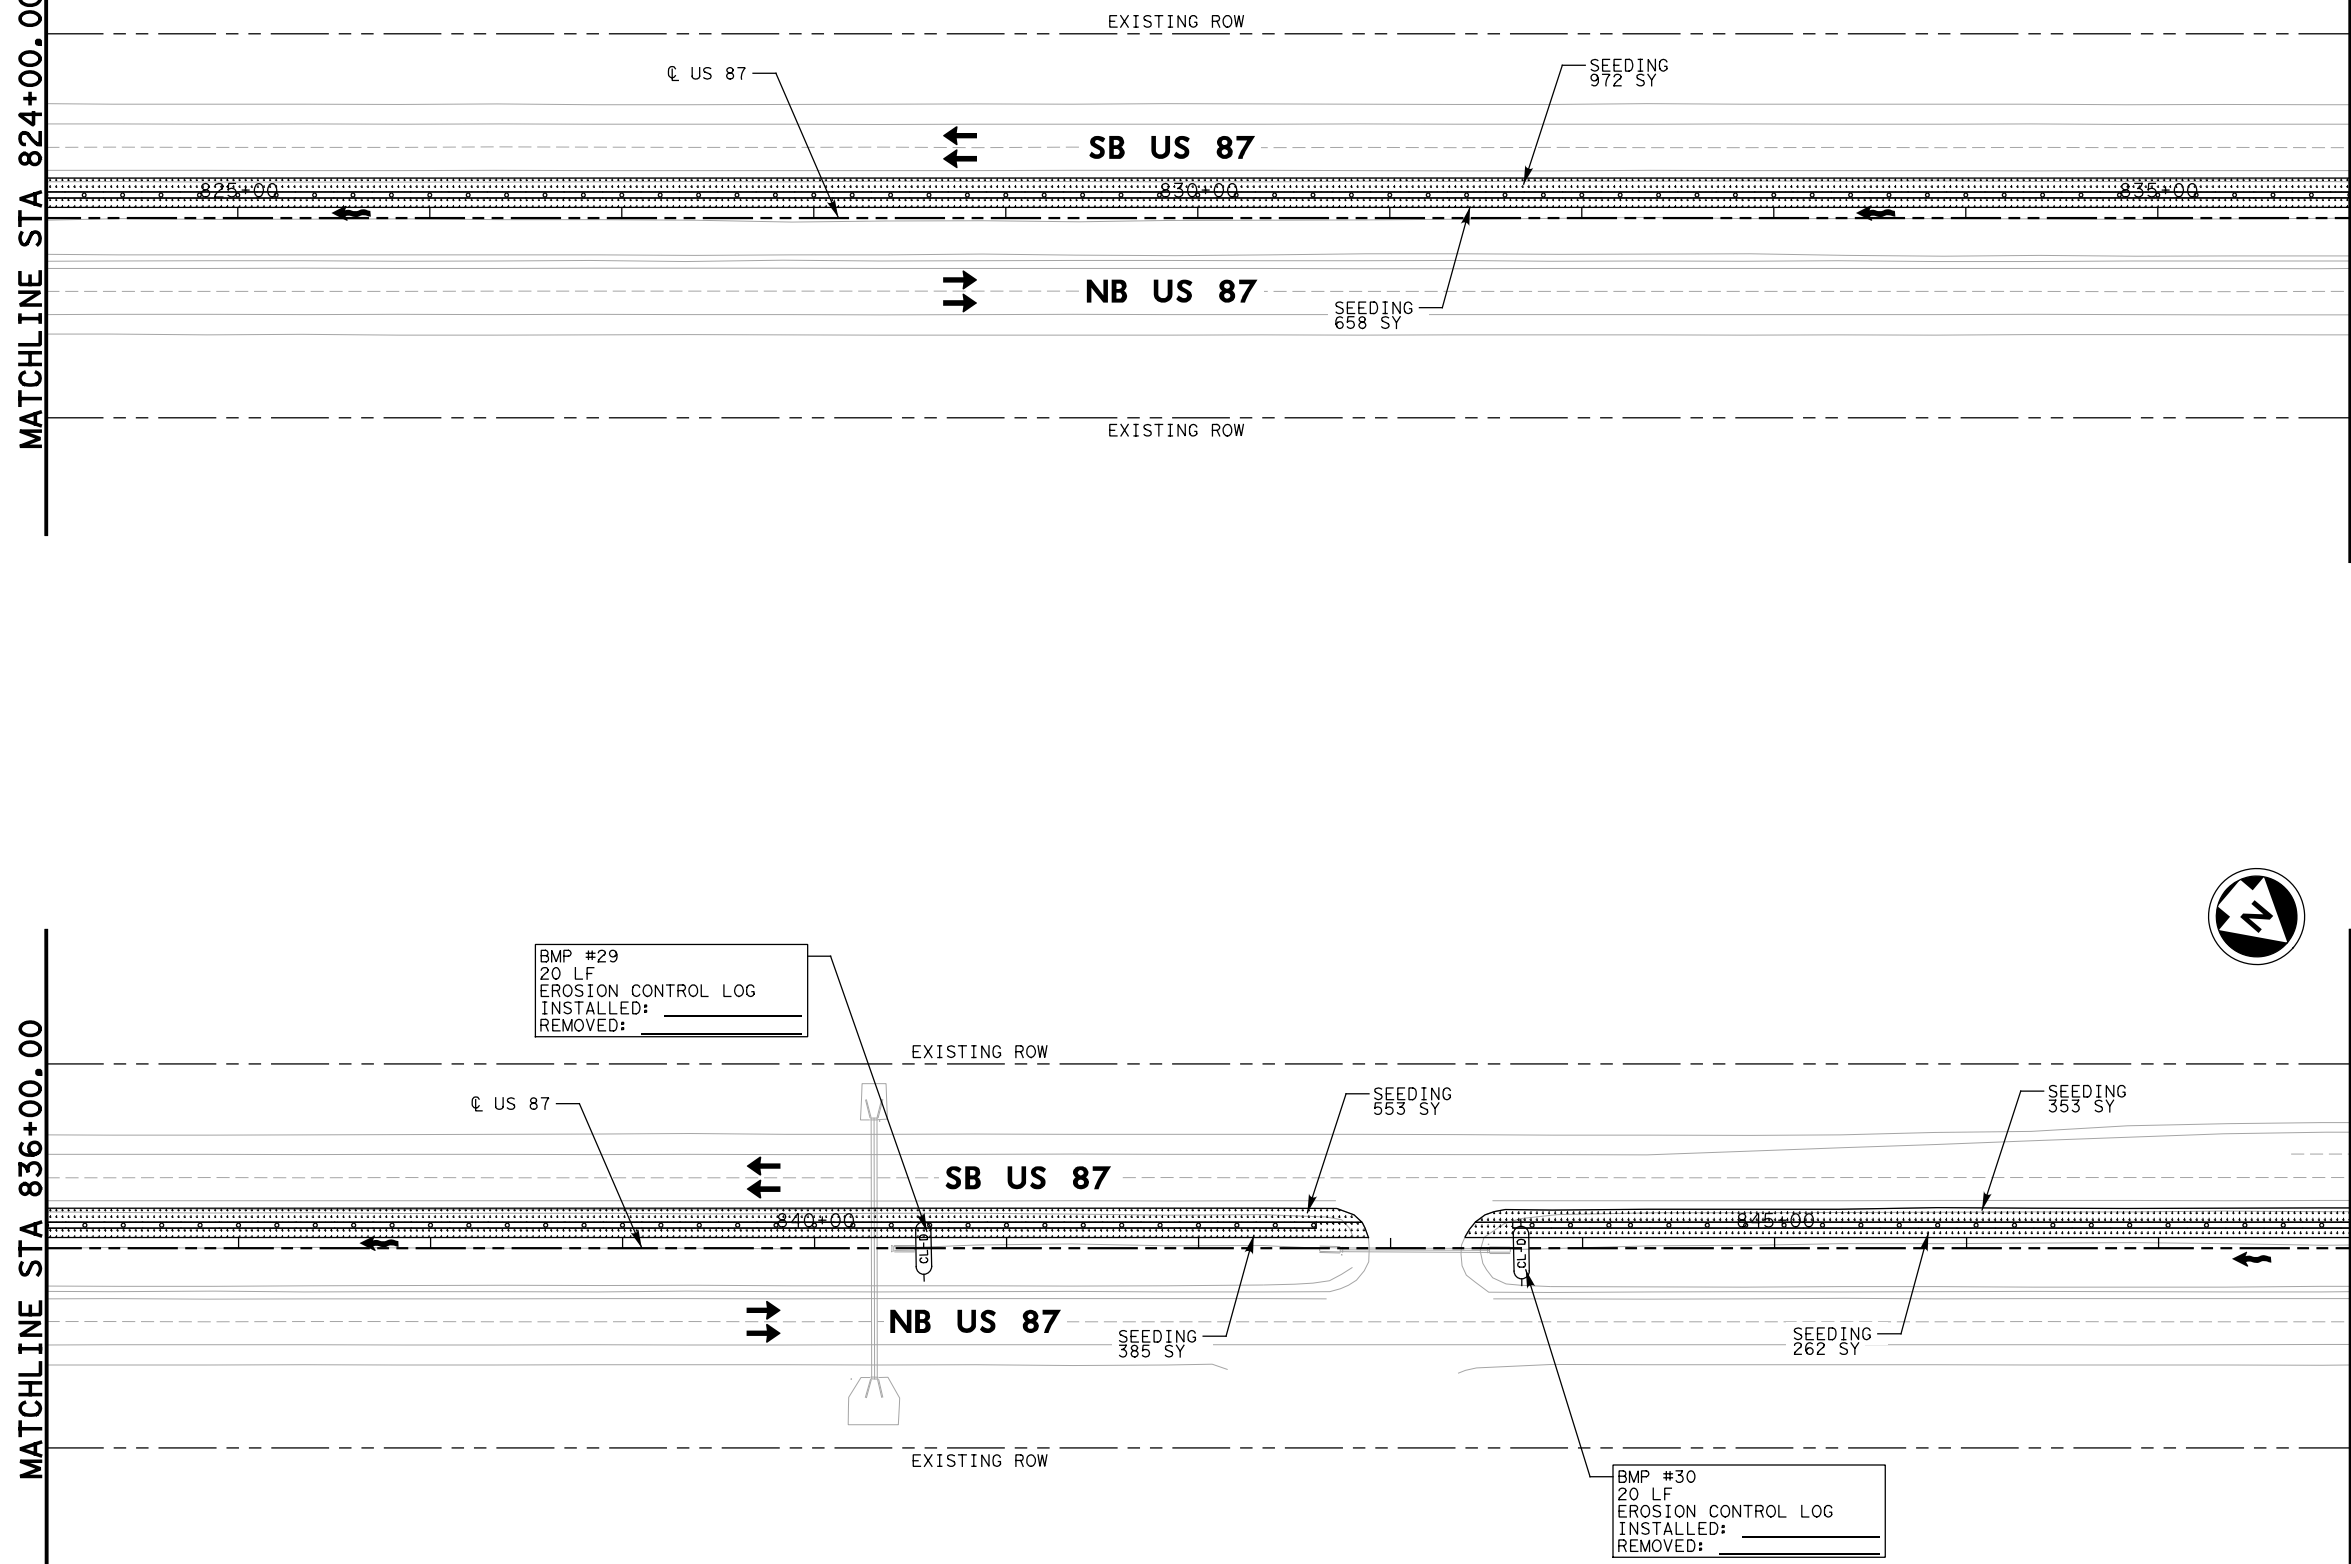 MATCHLINE STA 824+00.00
EXISTING ROW
℄ US 87
SEEDING
972 SY
SB US 87
825+00
830+00
835+00
NB US 87
SEEDING
658 SY
EXISTING ROW
N
MATCHLINE STA 836+00.00
BMP #29
20 LF
EROSION CONTROL LOG
INSTALLED:
REMOVED:
EXISTING ROW
℄ US 87
SEEDING
553 SY
SEEDING
353 SY
SB US 87
840+00
845+00
CL-D
CL-D
NB US 87
SEEDING
385 SY
SEEDING
262 SY
EXISTING ROW
BMP #30
20 LF
EROSION CONTROL LOG
INSTALLED:
REMOVED: